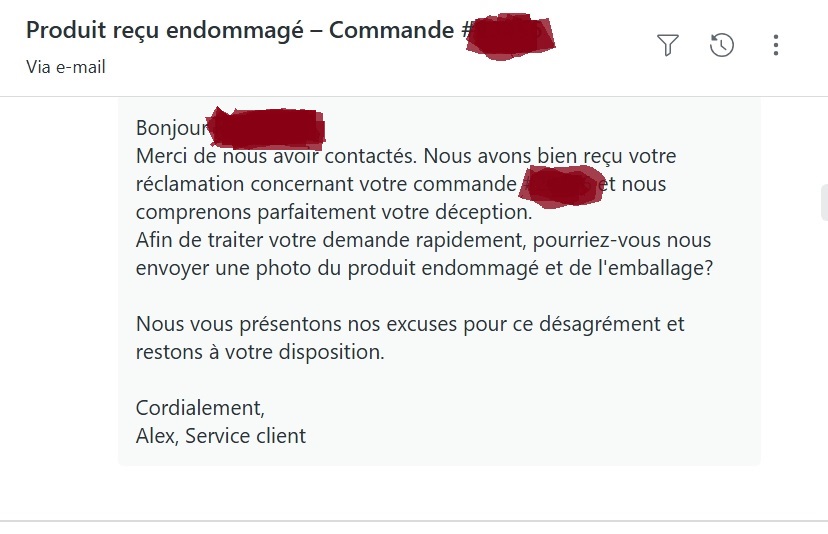 Produit reçu endommagé – Commande #
Via e-mail
Bonjour
Merci de nous avoir contactés. Nous avons bien reçu votre
réclamation concernant votre commande et nous
comprenons parfaitement votre déception.
Afin de traiter votre demande rapidement, pourriez-vous nous
envoyer une photo du produit endommagé et de l'emballage?
Nous vous présentons nos excuses pour ce désagrément et
restons à votre disposition.
Cordialement,
Alex, Service client